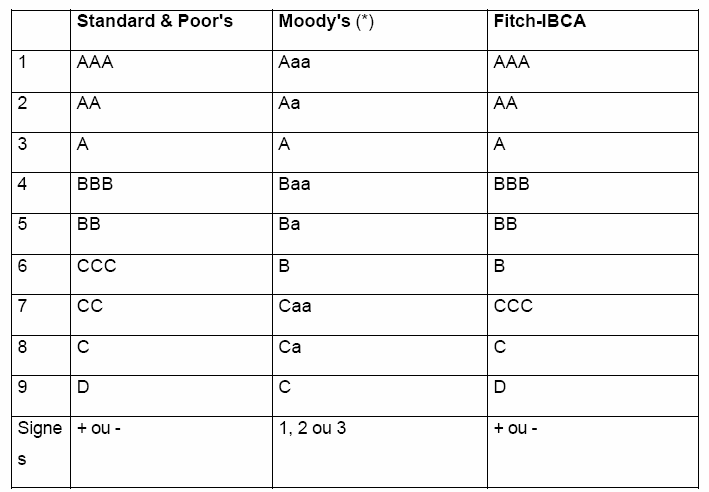 Standard & Poor's Moody's (*) Fitch-IBCA
1 AAA Aaa AAA
2 AA Aa AA
3 A A A
4 BBB Baa BBB
5 BB Ba BB
6 CCC B B
7 CC Caa CCC
8 C Ca C
9 D C D
Signe + ou - 1, 2 ou 3 + ou -
s